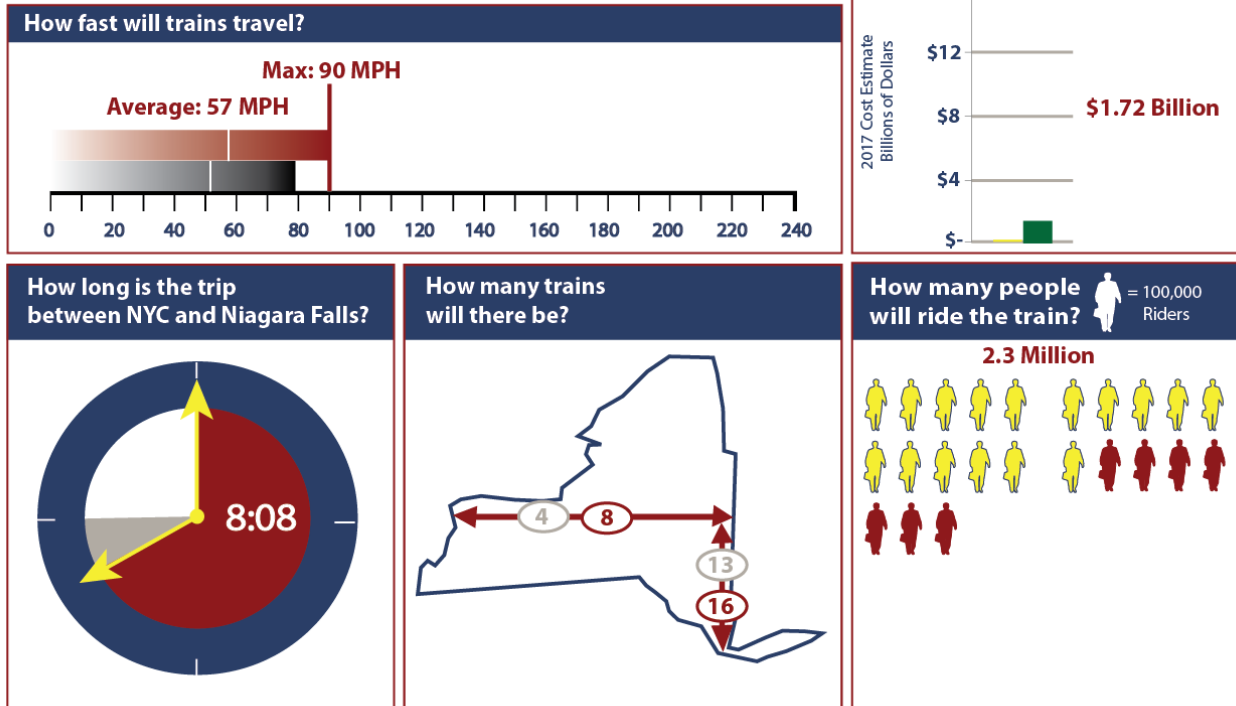 How fast will trains travel?
Max: 90 MPH
Average: 57 MPH
0 20 40 60 80 100 120 140 160 180 200 220 240
2017 Cost Estimate
Billions of Dollars
$12
$8
$4
$-
$1.72 Billion
How long is the trip
between NYC and Niagara Falls?
8:08
How many trains
will there be?
4 8
13
16
How many people
will ride the train?
= 100,000
Riders
2.3 Million